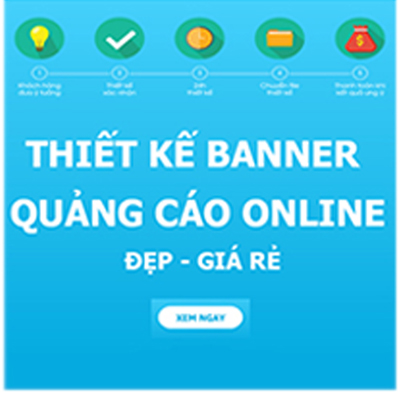 1 2 3 4 5
Khách hàng đưa ý tưởng
Thiết kế xác nhận
24h thiết kế
Chuyển file thiết kế
Thanh toán khi kết quả ưng ý
THIẾT KẾ BANNER
QUẢNG CÁO ONLINE
ĐẸP - GIÁ RẺ
XEM NGAY